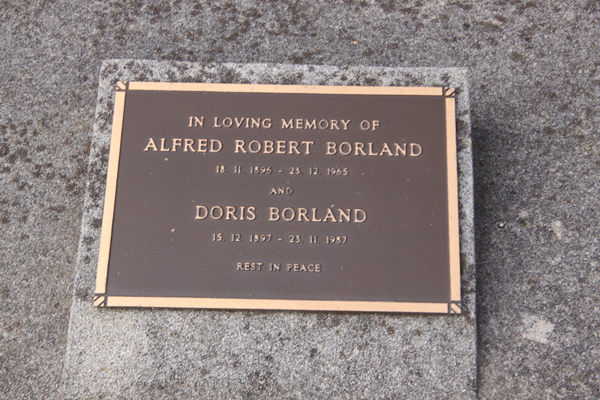 IN LOVING MEMORY OF
ALFRED ROBERT BORLAND
18. 11. 1896 - 23. 12. 1965
AND
DORIS BORLAND
15. 12. 1897 - 23. 11. 1987
REST IN PEACE